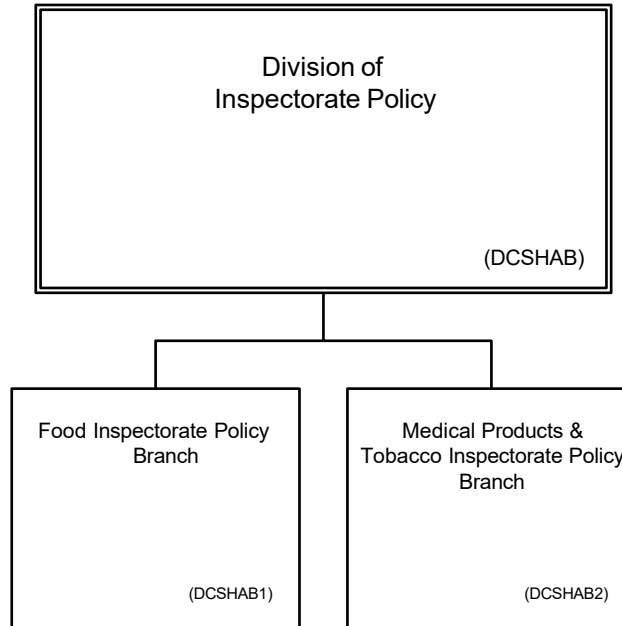 Division of
Inspectorate Policy
(DCSHAB)
Food Inspectorate Policy
Branch
(DCSHAB1)
Medical Products &
Tobacco Inspectorate Policy
Branch
(DCSHAB2)